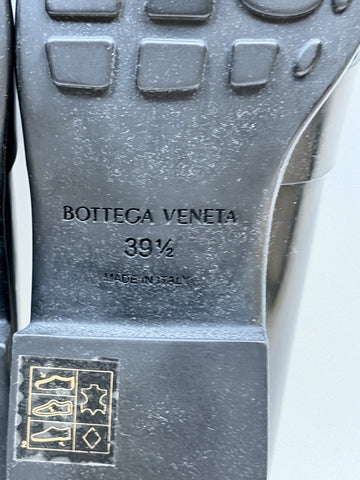 BOTTEGA VENETA
39½
MADE IN ITALY